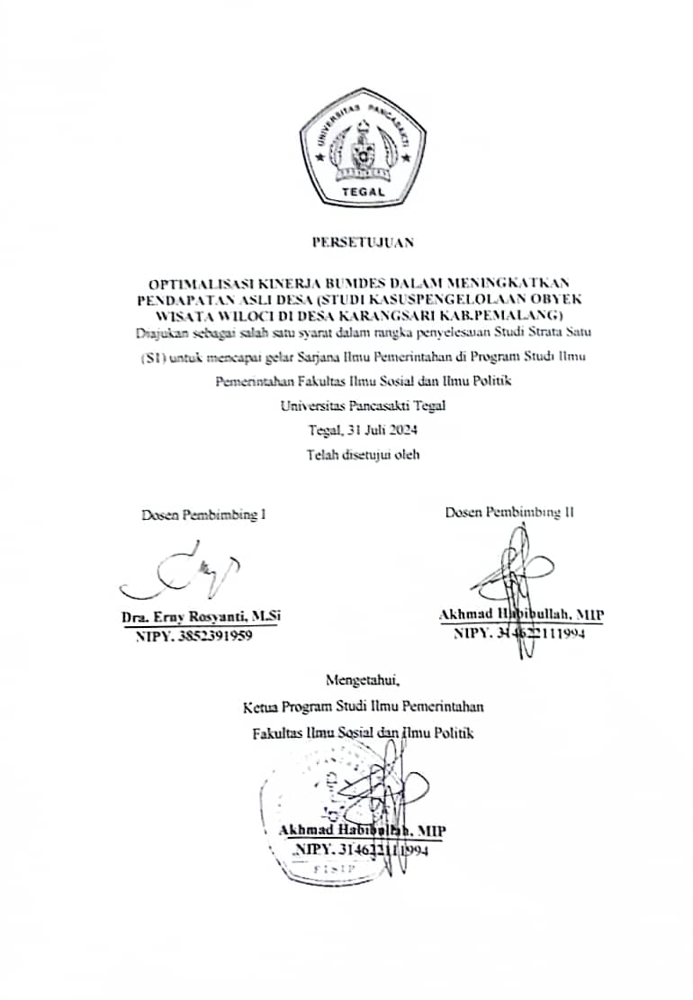 UNIVERSITAS PANCASAKTI
TEGAL
PERSETUJUAN
OPTIMALISASI KINERJA BUMDES DALAM MENINGKATKAN
PENDAPATAN ASLI DESA (STUDI KASUSPENGELOLAAN OBYEK
WISATA WILOCI DI DESA KARANGSARI KAB.PEMALANG)
Diajukan sebagai salah satu syarat dalam rangka penyelesaian Studi Strata Satu
(S1) untuk mencapai gelar Sarjana Ilmu Pemerintahan di Program Studi Ilmu
Pemerintahan Fakultas Ilmu Sosial dan Ilmu Politik
Universitas Pancasakti Tegal
Tegal, 31 Juli 2024
Telah disetujui oleh
Dosen Pembimbing I
Dosen Pembimbing II
Dra. Erny Rosyanti, M.Si
NIPY. 3852391959
Akhmad Habibullah, MIP
NIPY. 314622111994
Mengetahui,
Ketua Program Studi Ilmu Pemerintahan
Fakultas Ilmu Sosial dan Ilmu Politik
Akhmad Habibullah, MIP
NIPY. 314622111994
FISIP